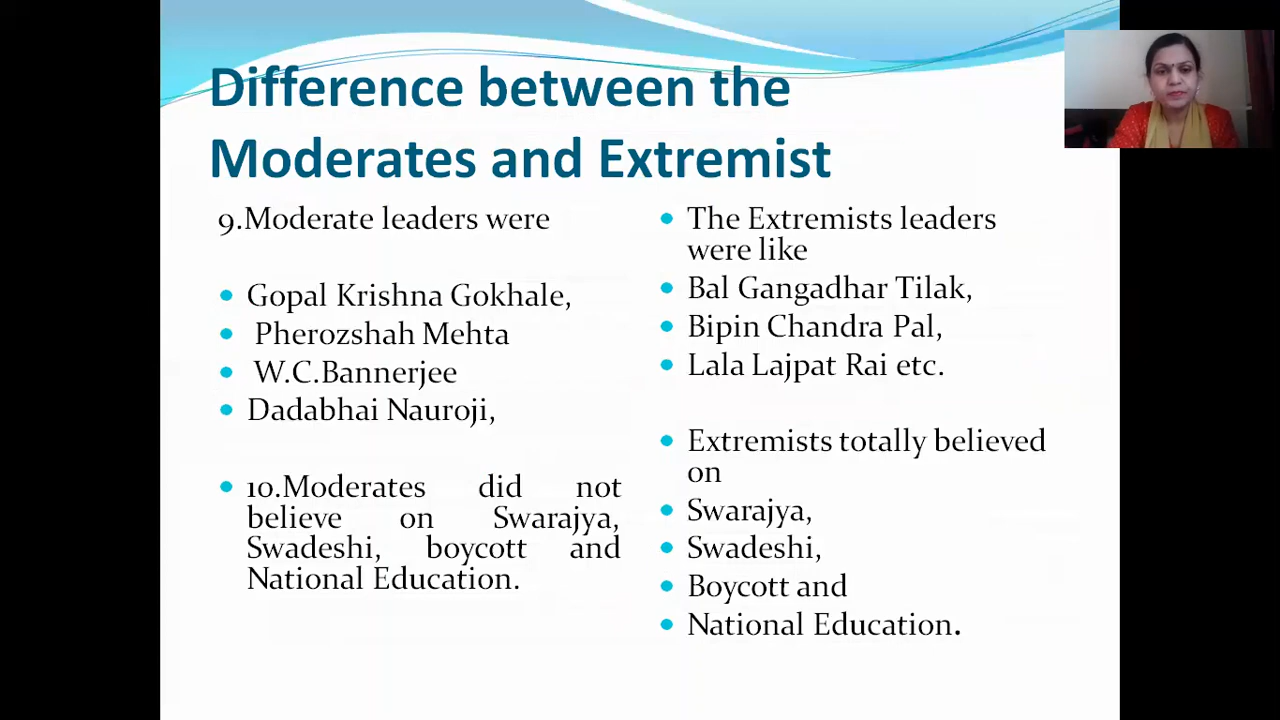 Difference between the
Moderates and Extremist
9.Moderate leaders were
Gopal Krishna Gokhale,
Pherozshah Mehta
W.C.Bannerjee
Dadabhai Nauroji,
10.Moderates did not
believe on Swarajya,
Swadeshi, boycott and
National Education.
The Extremists leaders
were like
Bal Gangadhar Tilak,
Bipin Chandra Pal,
Lala Lajpat Rai etc.
Extremists totally believed
on
Swarajya,
Swadeshi,
Boycott and
National Education.